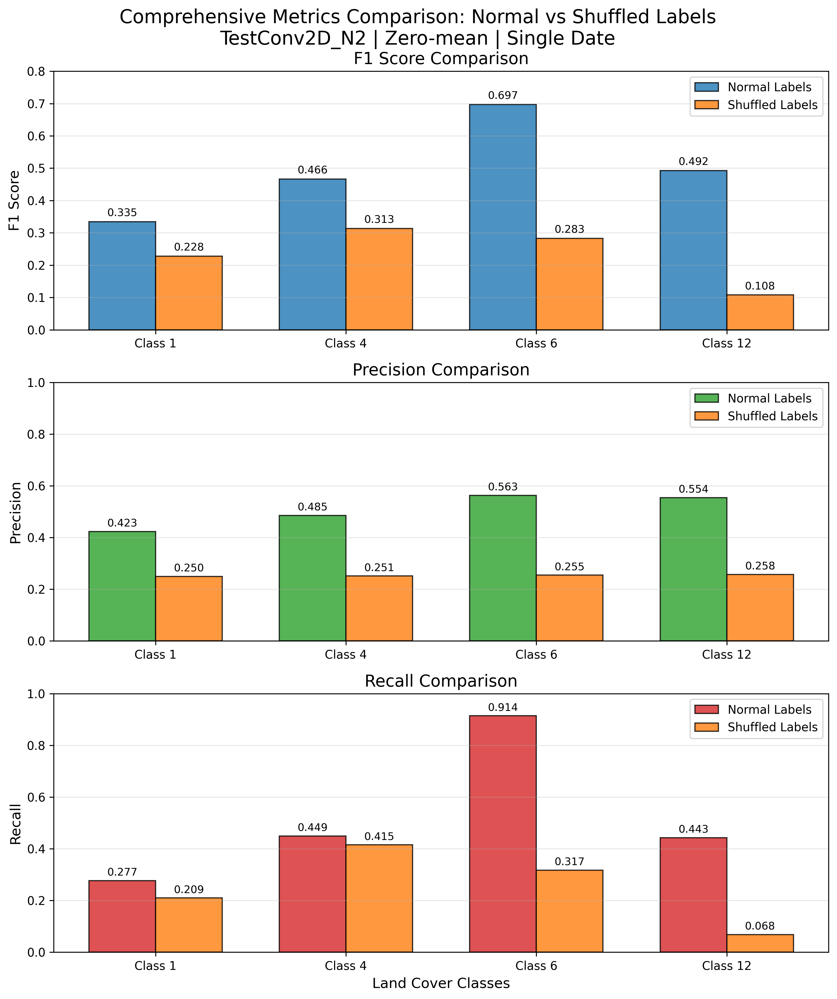 Comprehensive Metrics Comparison: Normal vs Shuffled Labels
TestConv2D_N2 | Zero-mean | Single Date
F1 Score Comparison
F1 Score
0.8
0.7
0.6
0.5
0.4
0.3
0.2
0.1
0.0
Normal Labels
Shuffled Labels
0.335
0.228
0.466
0.313
0.697
0.283
0.492
0.108
Class 1
Class 4
Class 6
Class 12
Precision Comparison
Precision
1.0
0.8
0.6
0.4
0.2
0.0
Normal Labels
Shuffled Labels
0.423
0.250
0.485
0.251
0.563
0.255
0.554
0.258
Class 1
Class 4
Class 6
Class 12
Recall Comparison
Recall
1.0
0.8
0.6
0.4
0.2
0.0
Normal Labels
Shuffled Labels
0.277
0.209
0.449
0.415
0.914
0.317
0.443
0.068
Class 1
Class 4
Class 6
Class 12
Land Cover Classes